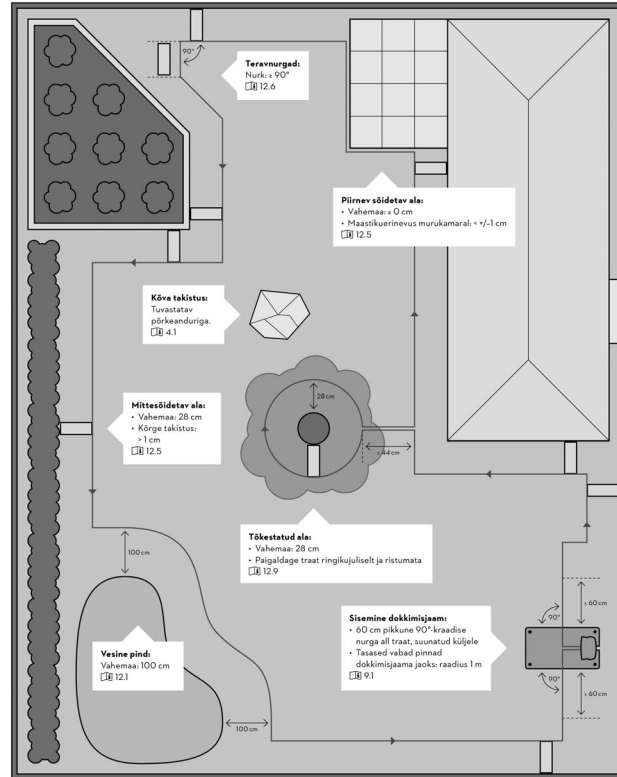 90°
Teravnurgad:
Nurk: ≥ 90°
12.6
Piirnev sõidetav ala:
• Vahemaa: ≥ 0 cm
• Maastikuerinevus murukamaral: < +/-1 cm
12.5
Kõva takistus:
Tuvastatav
põrkeanduriga.
4.1
28 cm
Mittesõidetav ala:
• Vahemaa: 28 cm
• Kõrge takistus:
> 1 cm
12.5
≥ 44 cm
Tõkestatud ala:
• Vahemaa: 28 cm
• Paigaldage traat ringikujuliselt ja ristumata
12.9
100 cm
Sisemine dokkimisjaam:
• 60 cm pikkune 90°-kraadise
nurga all traat, suunatud küljele
• Tasased vabad pinnad
dokkimisjaama jaoks: raadius 1 m
9.1
≥ 60 cm
90°
90°
≥ 60 cm
Vesine pind:
Vahemaa: 100 cm
12.1
100 cm